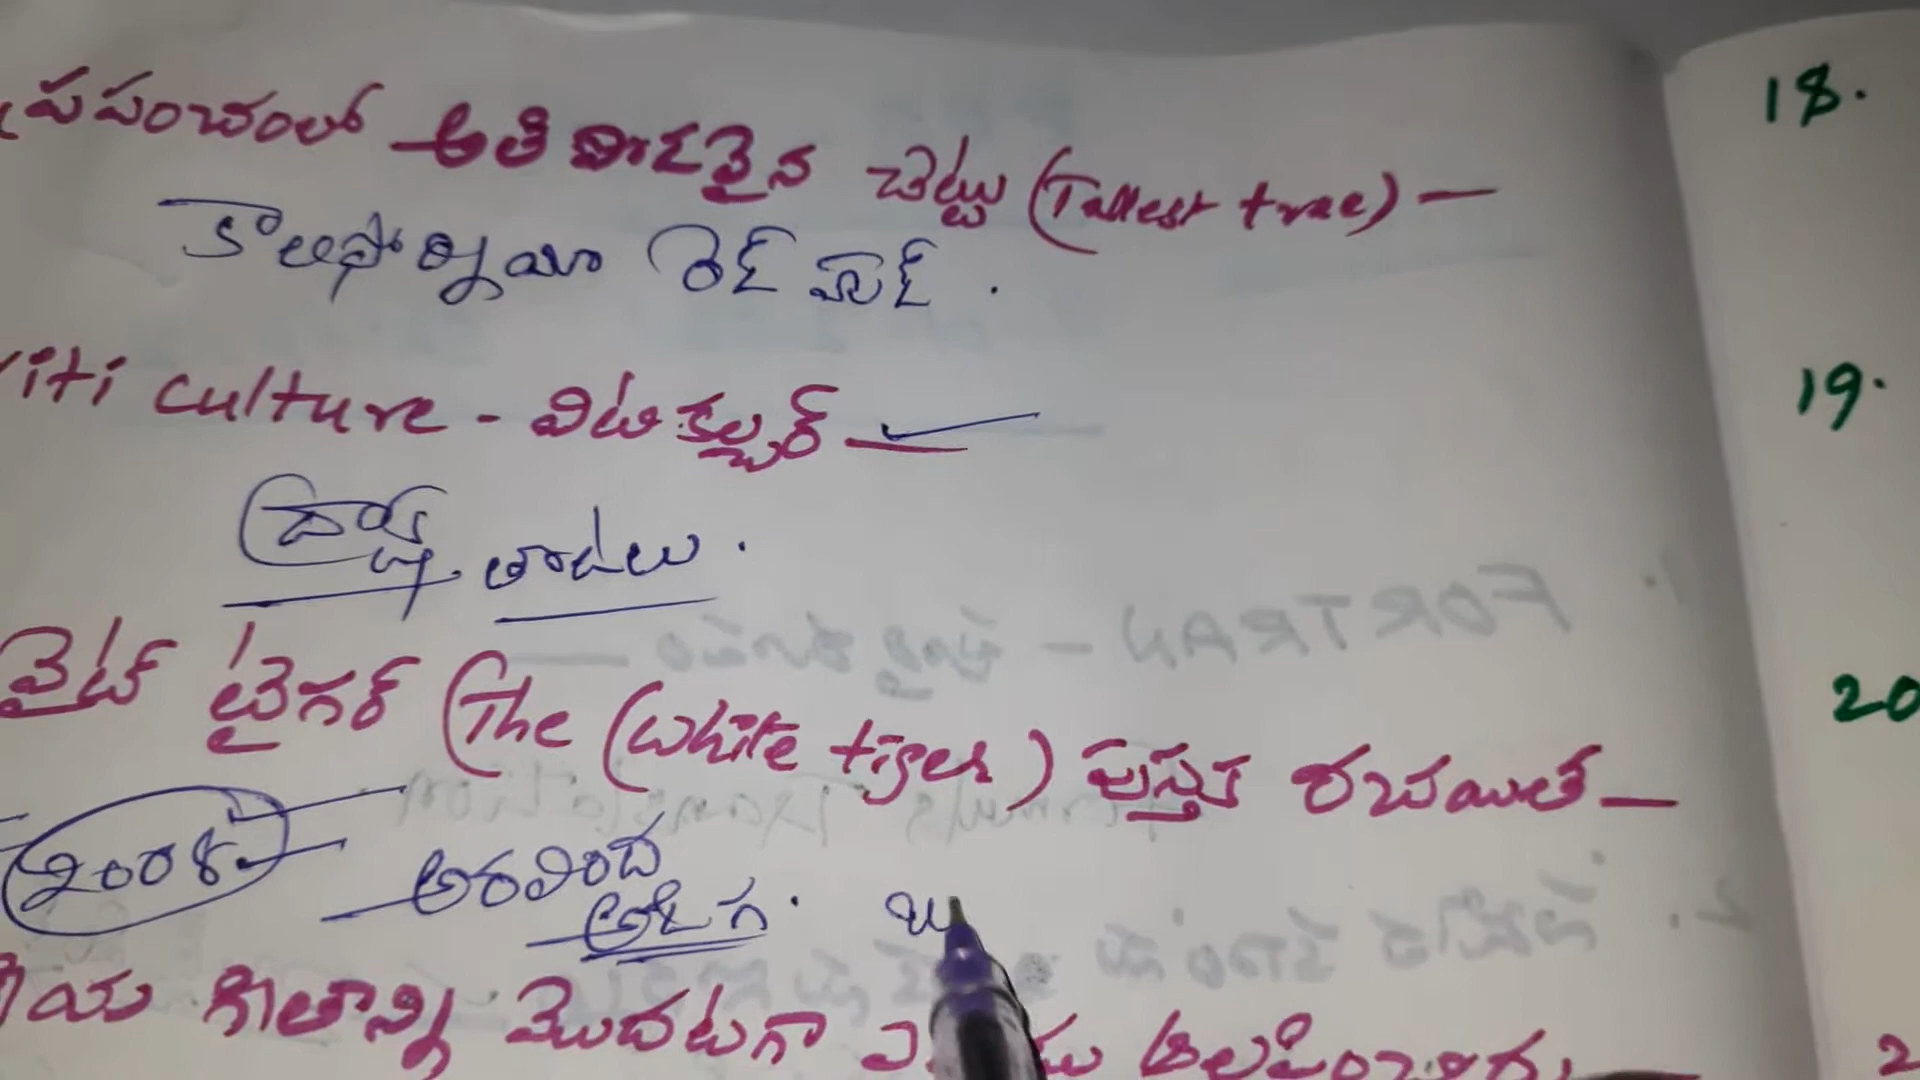 ప్రపంచంలో అతి పొడవైన చెట్టు (Tallest tree) —
కాలిఫోర్నియా రెడ్ వుడ్ .
Viti culture - విటికల్చర్ —
ద్రాక్ష తోటలు .
వైట్ టైగర్ (The (white tiger) పుస్తక రచయిత —
2008. అరవింద
అడిగ .
గీతాన్ని మొదటగా
18.
19.
20